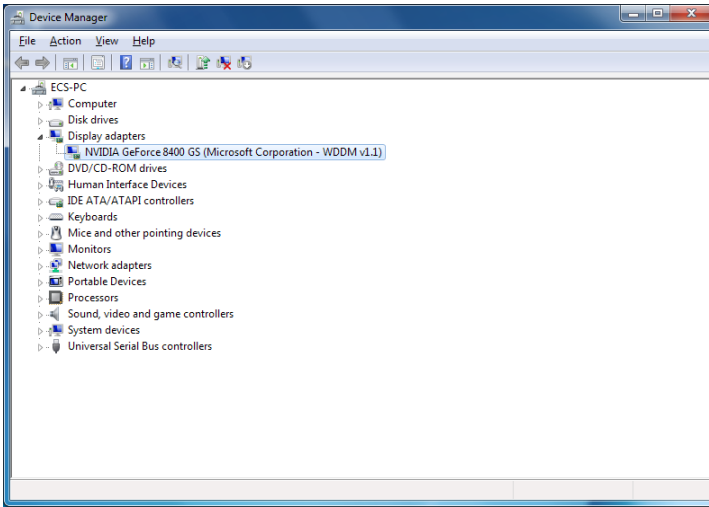 Device Manager
File Action View Help
ECS-PC
Computer
Disk drives
Display adapters
NVIDIA GeForce 8400 GS (Microsoft Corporation - WDDM v1.1)
DVD/CD-ROM drives
Human Interface Devices
IDE ATA/ATAPI controllers
Keyboards
Mice and other pointing devices
Monitors
Network adapters
Portable Devices
Processors
Sound, video and game controllers
System devices
Universal Serial Bus controllers